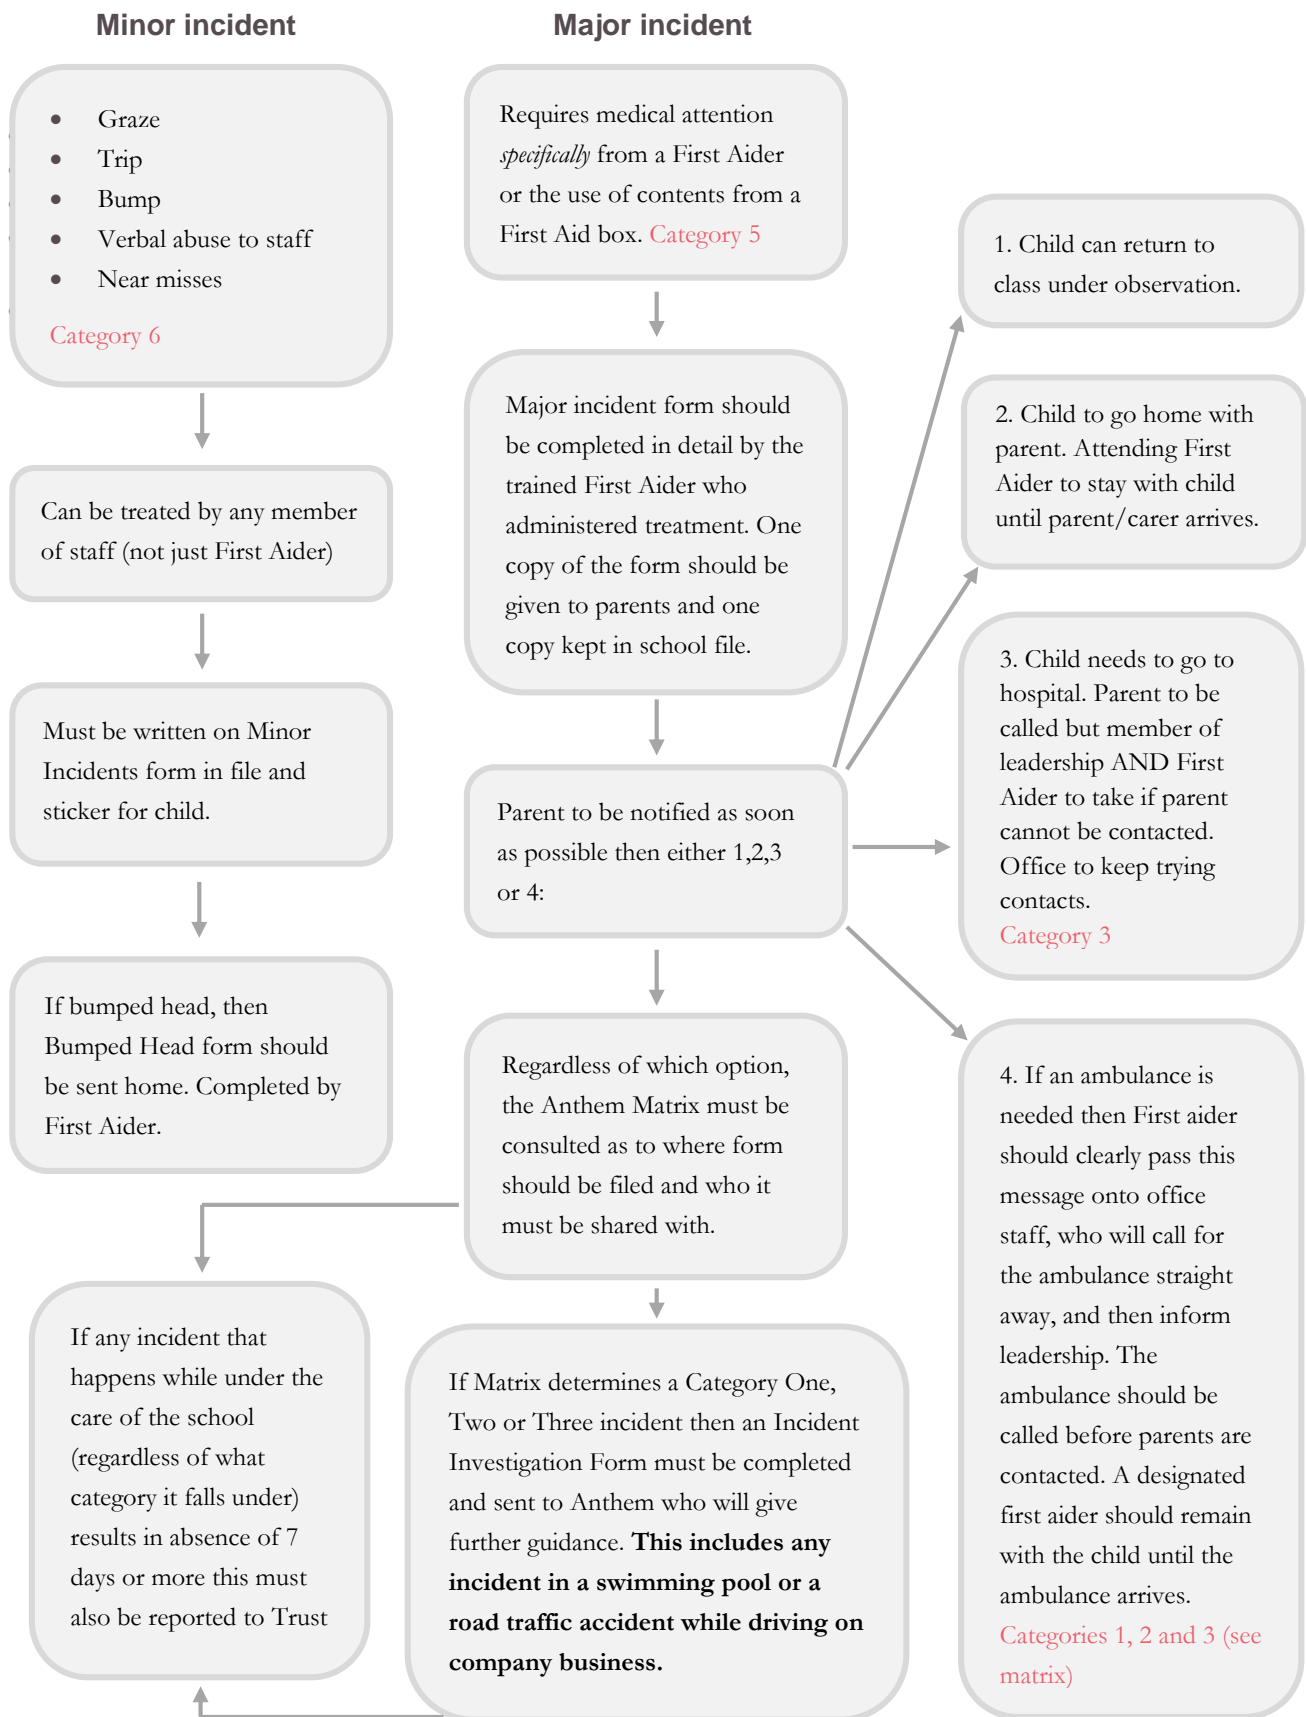 Minor incident
• Graze
• Trip
• Bump
• Verbal abuse to staff
• Near misses
Category 6
Can be treated by any member
of staff (not just First Aider)
Must be written on Minor
Incidents form in file and
sticker for child.
If bumped head, then
Bumped Head form should
be sent home. Completed by
First Aider.
Major incident
Requires medical attention
specifically from a First Aider
or the use of contents from a
First Aid box. Category 5
Major incident form should
be completed in detail by the
trained First Aider who
administered treatment. One
copy of the form should be
given to parents and one
copy kept in school file.
Parent to be notified as soon
as possible then either 1,2,3
or 4:
1. Child can return to
class under observation.
2. Child to go home with
parent. Attending First
Aider to stay with child
until parent/carer arrives.
3. Child needs to go to
hospital. Parent to be
called but member of
leadership AND First
Aider to take if parent
cannot be contacted.
Office to keep trying
contacts.
Category 3
4. If an ambulance is
needed then First aider
should clearly pass this
message onto office
staff, who will call for
the ambulance straight
away, and then inform
leadership. The
ambulance should be
called before parents are
contacted. A designated
first aider should remain
with the child until the
ambulance arrives.
Categories 1, 2 and 3 (see
matrix)
Regardless of which option,
the Anthem Matrix must be
consulted as to where form
should be filed and who it
must be shared with.
If any incident that
happens while under the
care of the school
(regardless of what
category it falls under)
results in absence of 7
days or more this must
also be reported to Trust
If Matrix determines a Category One,
Two or Three incident then an Incident
Investigation Form must be completed
and sent to Anthem who will give
further guidance. This includes any
incident in a swimming pool or a
road traffic accident while driving on
company business.